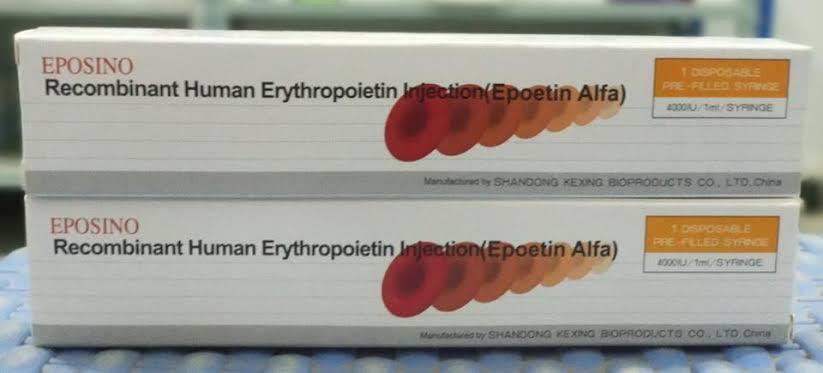 EPOSINO
Recombinant Human Erythropoietin Injection(Epoetin Alfa)
1 DISPOSABLE
PRE-FILLED SYRINGE
4000IU/1ml/SYRINGE
Manufactured by SHANDONG KEXING BIOPRODUCTS CO., LTD.China
EPOSINO
Recombinant Human Erythropoietin Injection(Epoetin Alfa)
1 DISPOSABLE
PRE-FILLED SYRINGE
4000IU/1ml/SYRINGE
Manufactured by SHANDONG KEXING BIOPRODUCTS CO., LTD.China